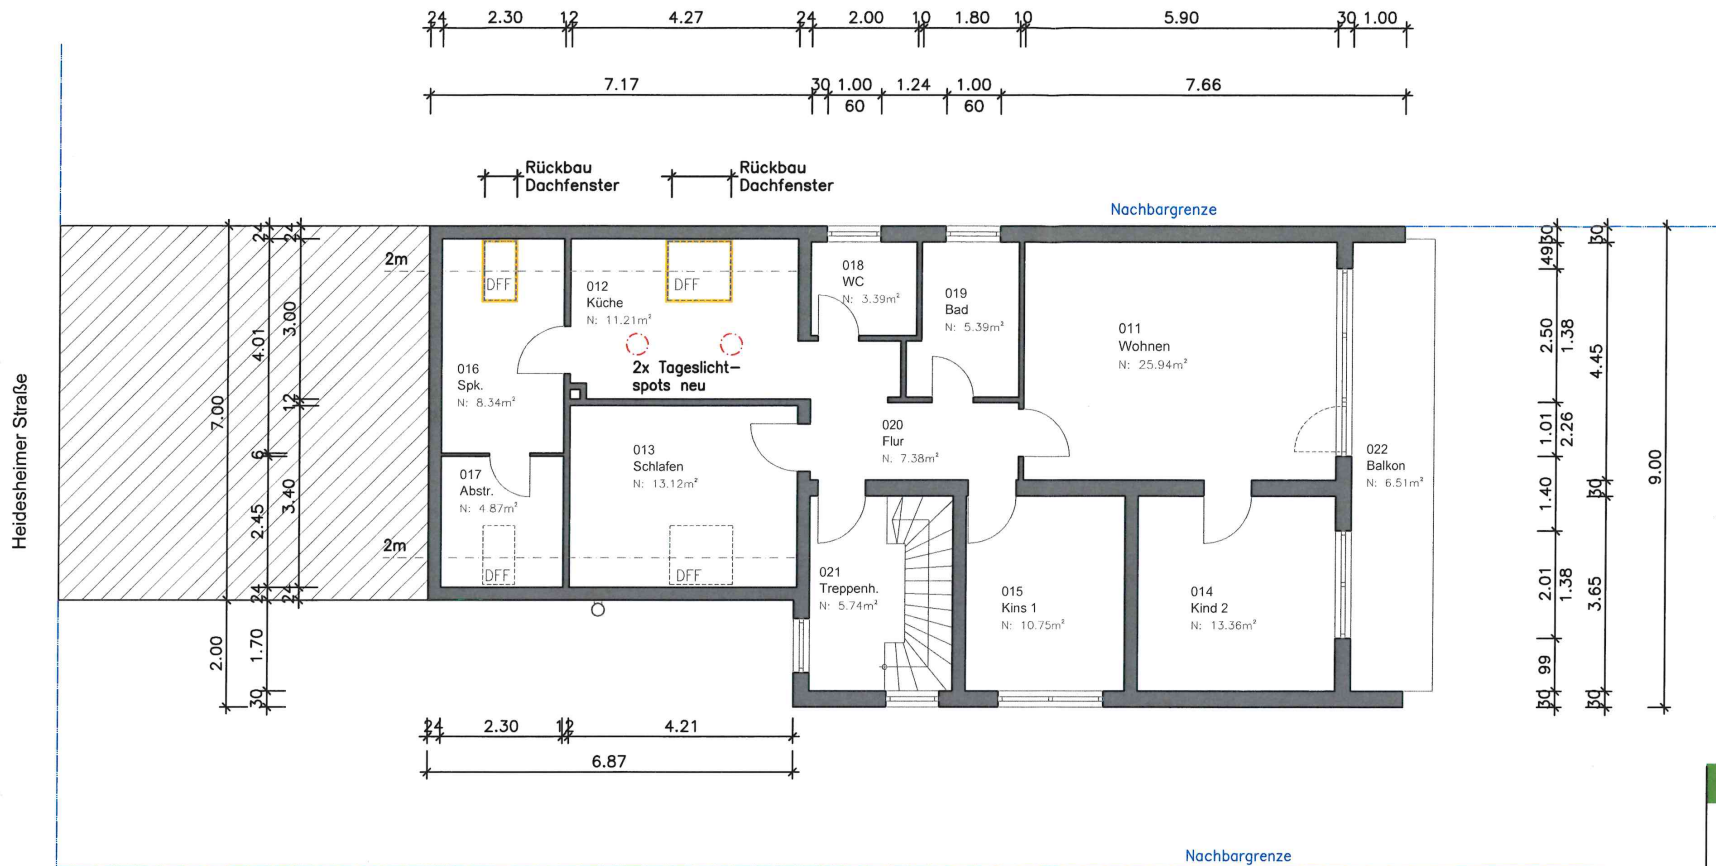 24 2.30 12 4.27 24 2.00 10 1.80 10 5.90 30 1.00
7.17 30 1.00 1.24 1.00 7.66
60 60
Rückbau
Dachfenster
Rückbau
Dachfenster
Nachbargrenze
2m
DFF
DFF
012
Küche
N: 11.21m²
018
WC
N: 3.39m²
019
Bad
N: 5.39m²
011
Wohnen
N: 25.94m²
016
Spk.
N: 8.34m²
2x Tageslicht-
spots neu
020
Flur
N. 7.38m²
013
Schlafen
N: 13.12m²
017
Abstr.
N: 4.87m²
022
Balkon
N: 6.51m²
2m
DFF
DFF
021
Treppenh.
N: 5.74m²
015
Kins 1
N: 10.75m²
014
Kind 2
N: 13.36m²
Heidesheimer Straße
7.00
2.00
24
4.01
6
2.45
24
1.70
30
24
3.00
12
3.40
24
30
49
2.50
1.38
1.01
2.26
1.40
2.01
1.38
99
30
30
4.45
30
3.65
30
9.00
24 2.30 12 4.21
6.87
Nachbargrenze